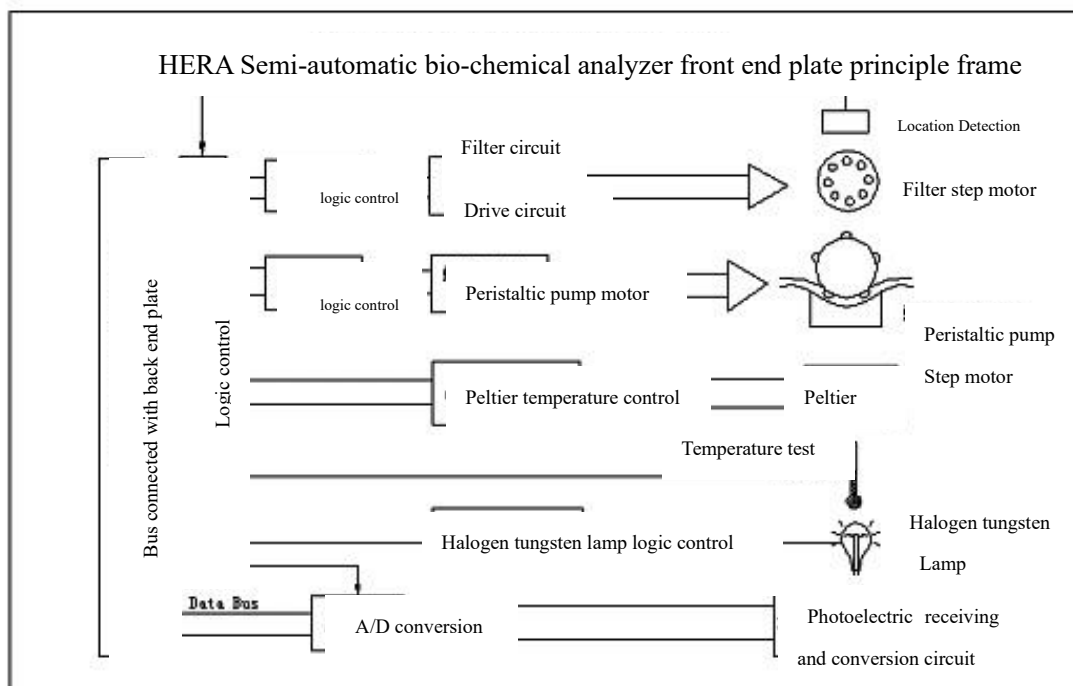 HERA Semi-automatic bio-chemical analyzer front end plate principle frame
Location Detection
Filter circuit
logic control
Drive circuit
Filter step motor
logic control
Peristaltic pump motor
Peristaltic pump
Step motor
Bus connected with back end plate
Logic control
Peltier temperature control
Peltier
Temperature test
Halogen tungsten lamp logic control
Halogen tungsten
Lamp
Data Bus
A/D conversion
Photoelectric receiving
and conversion circuit